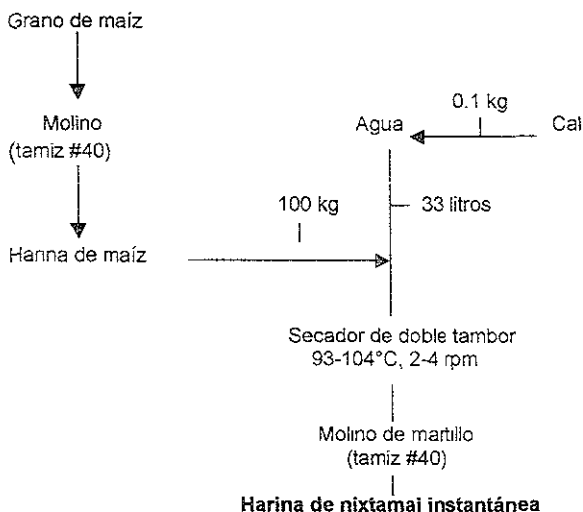 Grano de maíz
Molino
(tamiz #40)
Harina de maíz
0.1 kg
Agua
Cal
100 kg
33 litros
Secador de doble tambor
93-104°C, 2-4 rpm
Molino de martillo
(tamiz #40)
Harina de nixtamal instantánea